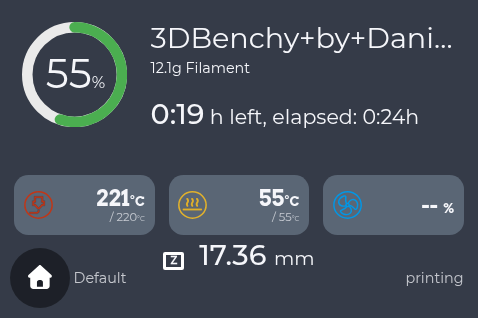 3DBenchy+by+Dani...
55%
12.1g Filament
0:19 h left, elapsed: 0:24h
221°C
/ 220°C
55°C
/ 55°C
-- %
Z 17.36 mm
Default
printing